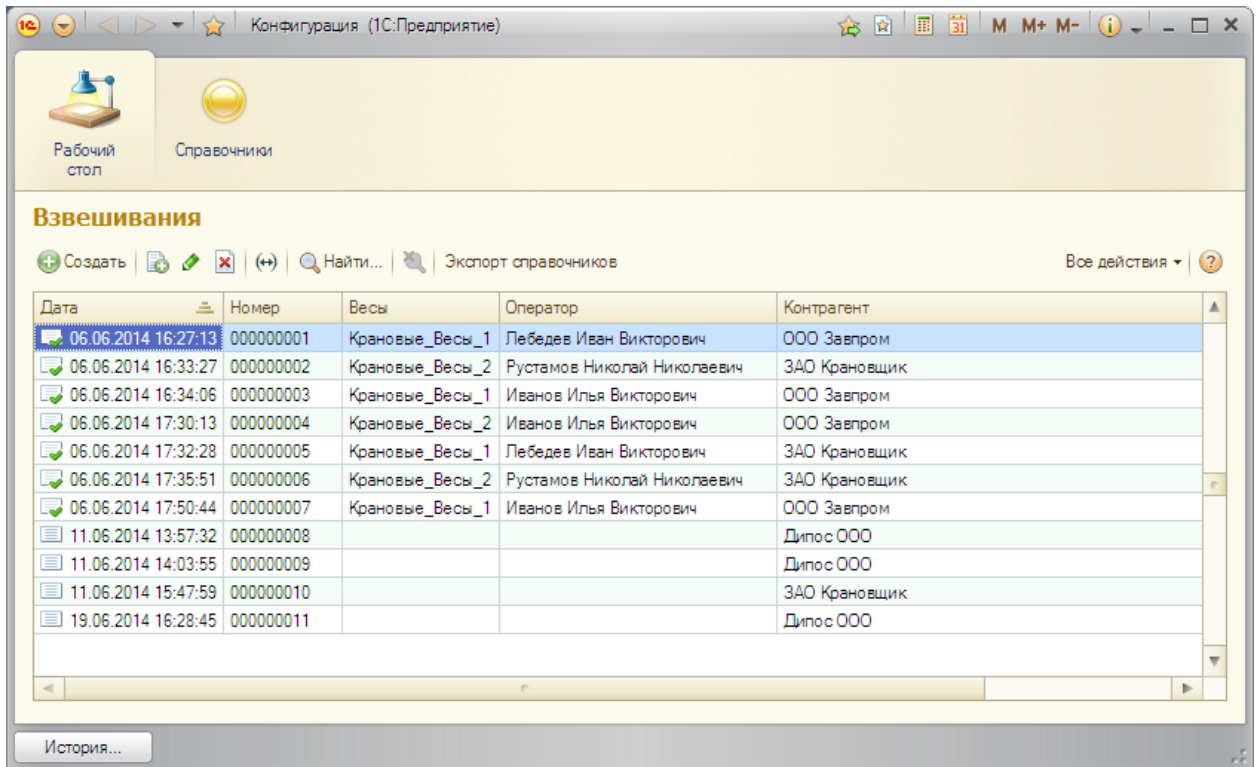 1С Конфигурация (1С:Предприятие) 31 M M+ M- i
Рабочий
стол
Справочники
Взвешивания
Создать Найти... Экспорт справочников Все действия ?
Дата Номер Весы Оператор Контрагент
06.06.2014 16:27:13 000000001 Крановые_Весы_1 Лебедев Иван Викторович ООО Завпром
06.06.2014 16:33:27 000000002 Крановые_Весы_2 Рустамов Николай Николаевич ЗАО Крановщик
06.06.2014 16:34:06 000000003 Крановые_Весы_1 Иванов Илья Викторович ООО Завпром
06.06.2014 17:30:13 000000004 Крановые_Весы_2 Иванов Илья Викторович ООО Завпром
06.06.2014 17:32:28 000000005 Крановые_Весы_1 Лебедев Иван Викторович ЗАО Крановщик
06.06.2014 17:35:51 000000006 Крановые_Весы_2 Рустамов Николай Николаевич ЗАО Крановщик
06.06.2014 17:50:44 000000007 Крановые_Весы_1 Иванов Илья Викторович ООО Завпром
11.06.2014 13:57:32 000000008 Дипос ООО
11.06.2014 14:03:55 000000009 Дипос ООО
11.06.2014 15:47:59 000000010 ЗАО Крановщик
19.06.2014 16:28:45 000000011 Дипос ООО
История...